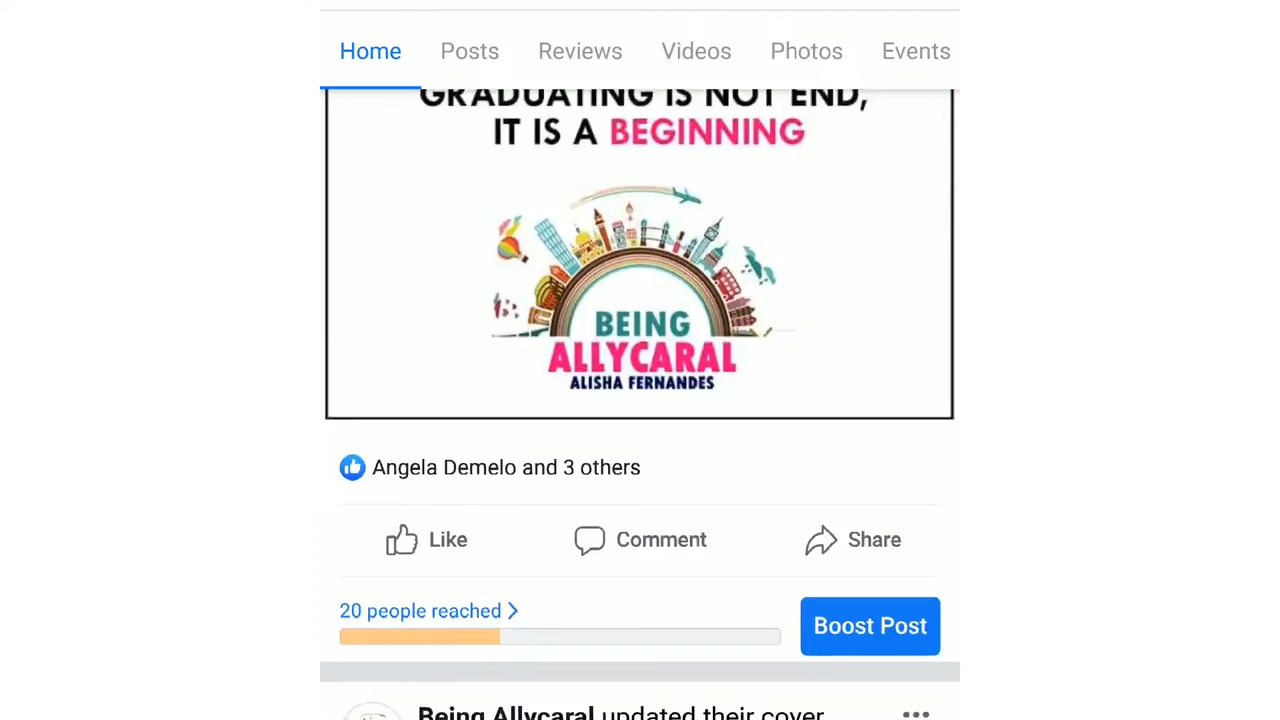 Home Posts Reviews Videos Photos Events
GRADUATING IS NOT END,
IT IS A BEGINNING
BEING
ALLYCARAL
ALISHA FERNANDES
Angela Demelo and 3 others
Like Comment Share
20 people reached
Boost Post
Being Allycaral updated their cover